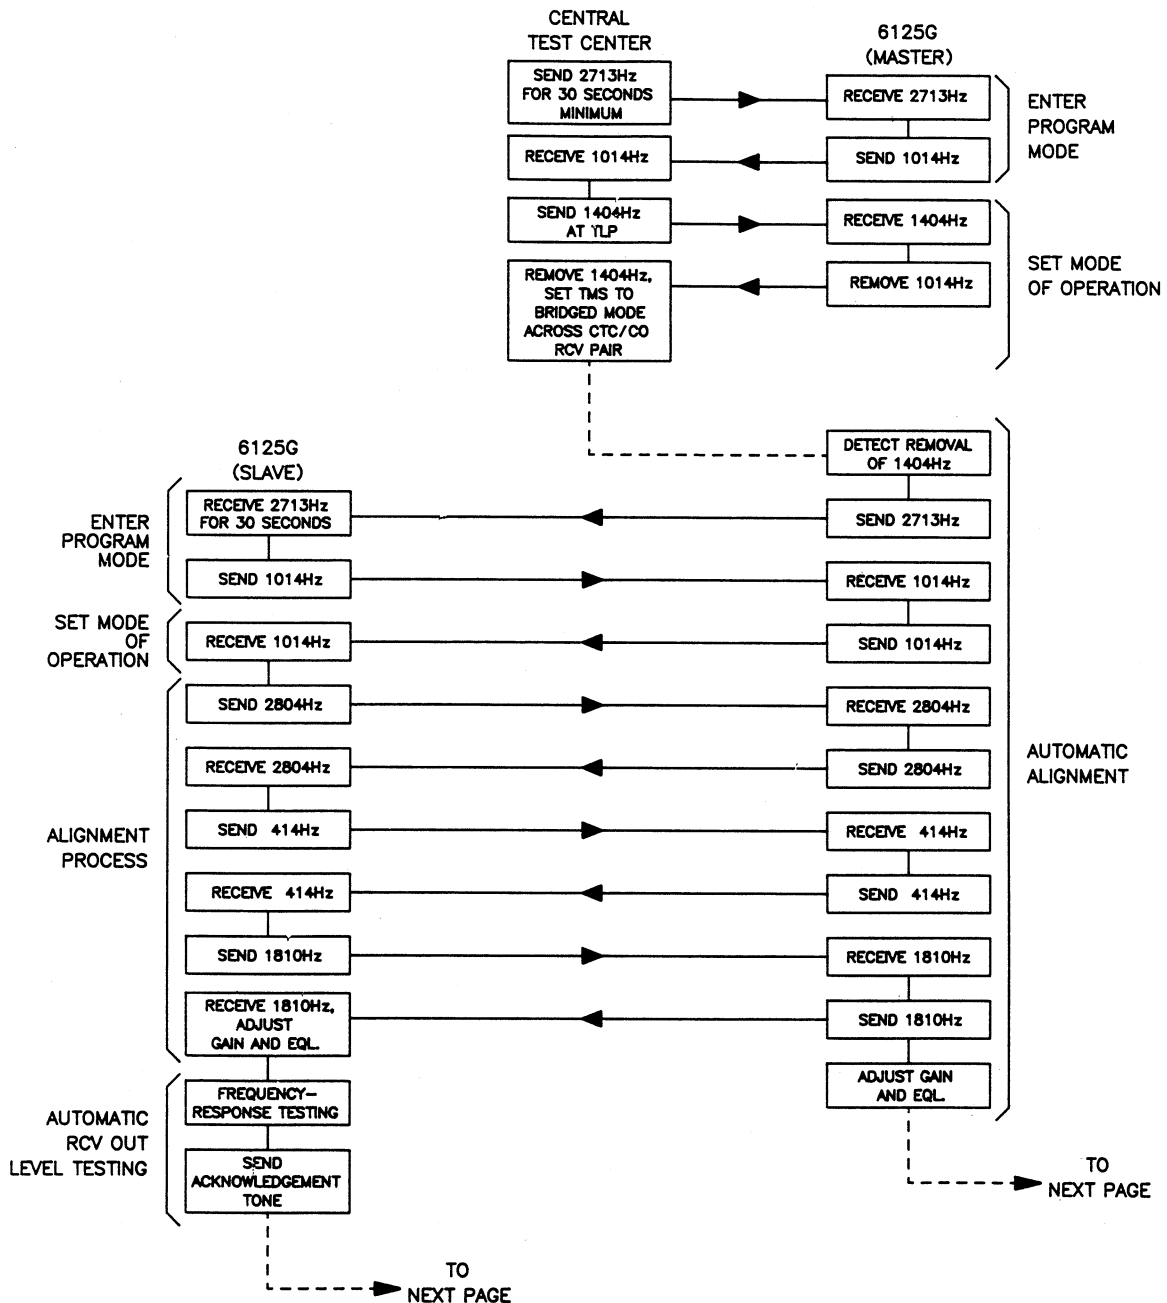 CENTRAL
TEST CENTER
6125G
(MASTER)
SEND 2713Hz
FOR 30 SECONDS
MINIMUM
RECEIVE 2713Hz
ENTER
PROGRAM
MODE
RECEIVE 1014Hz
SEND 1014Hz
SEND 1404Hz
AT TLP
RECEIVE 1404Hz
SET MODE
OF OPERATION
REMOVE 1404Hz,
SET TMS TO
BRIDGED MODE
ACROSS CTC/CO
RCV PAIR
REMOVE 1014Hz
6125G
(SLAVE)
DETECT REMOVAL
OF 1404Hz
ENTER
PROGRAM
MODE
RECEIVE 2713Hz
FOR 30 SECONDS
SEND 2713Hz
SEND 1014Hz
RECEIVE 1014Hz
SET MODE
OF
OPERATION
RECEIVE 1014Hz
SEND 1014Hz
SEND 2804Hz
RECEIVE 2804Hz
AUTOMATIC
ALIGNMENT
RECEIVE 2804Hz
SEND 2804Hz
ALIGNMENT
PROCESS
SEND 414Hz
RECEIVE 414Hz
RECEIVE 414Hz
SEND 414Hz
SEND 1810Hz
RECEIVE 1810Hz
RECEIVE 1810Hz,
ADJUST
GAIN AND EQL.
SEND 1810Hz
ADJUST GAIN
AND EQL.
AUTOMATIC
RCV OUT
LEVEL TESTING
FREQUENCY-
RESPONSE TESTING
SEND
ACKNOWLEDGEMENT
TONE
TO
NEXT PAGE
TO
NEXT PAGE